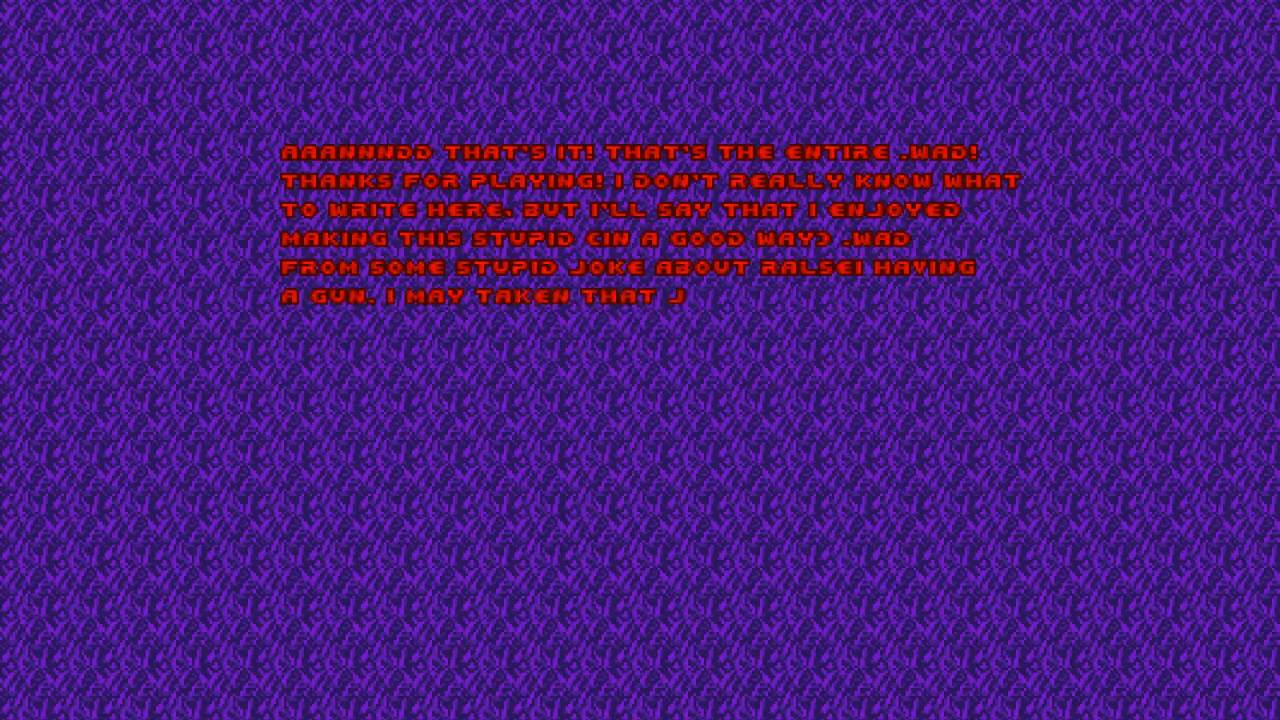 AAANNNDD THAT'S IT! THAT'S THE ENTIRE .WAD!
THANKS FOR PLAYING! I DON'T REALLY KNOW WHAT
TO WRITE HERE, BUT I'LL SAY THAT I ENJOYED
MAKING THIS STUPID (IN A GOOD WAY) .WAD
FROM SOME STUPID JOKE ABOUT RALSEI HAVING
A GUN. I MAY TAKEN THAT J